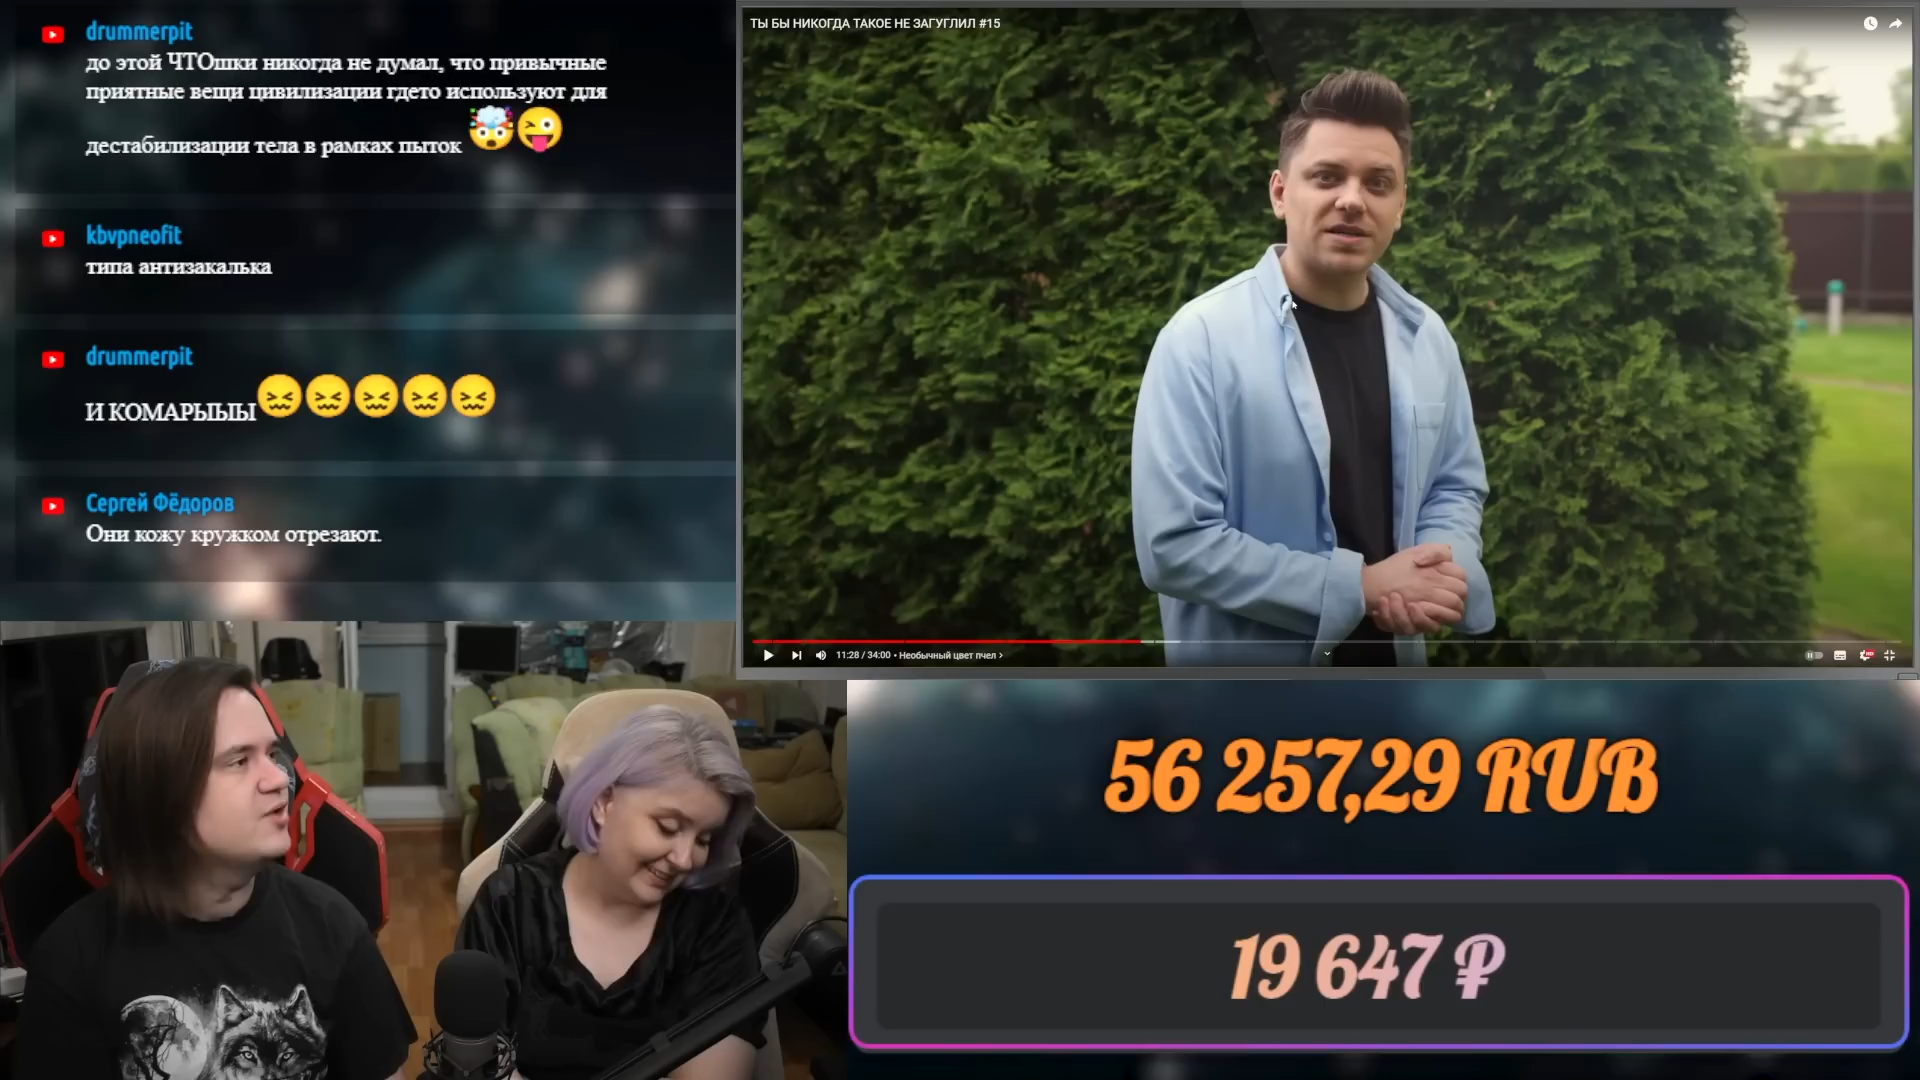 drummerpit
до этой ЧТОшки никогда не думал, что привычные
приятные вещи цивилизации гдето используют для
дестабилизации тела в рамках пыток 🤯😜
kbvpneofit
типа антизакалька
drummerpit
И КОМАРЫЫЫ😖😖😖😖😖
Сергей Фёдоров
Они кожу кружком отрезают.
ТЫ БЫ НИКОГДА ТАКОЕ НЕ ЗАГУГЛИЛ #15
11:28 / 34:00 • Необычный цвет пчел ›
56 257,29 RUB
19 647 ₽